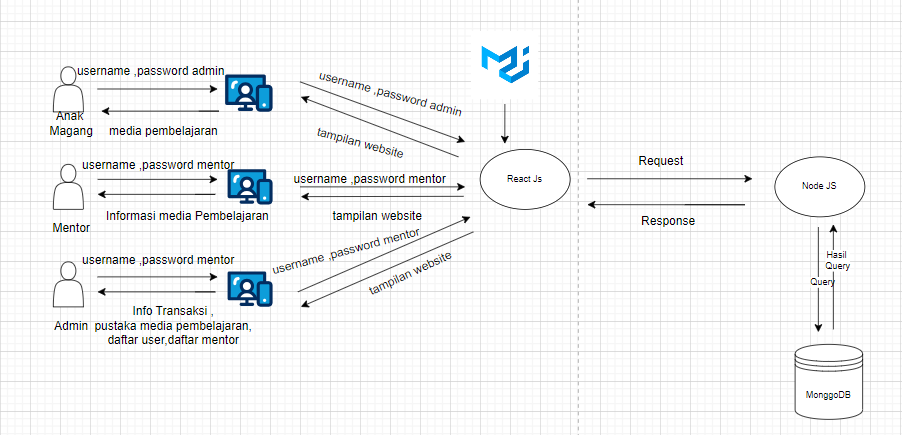 username ,password admin
Anak
Magang
media pembelajaran
username ,password admin
tampilan website
username ,password mentor
Mentor
Informasi media Pembelajaran
username ,password mentor
tampilan website
username ,password mentor
Admin
Info Transaksi ,
pustaka media pembelajaran,
daftar user,daftar mentor
username ,password mentor
tampilan website
React Js
Request
Response
Node JS
Query
Hasil
Query
MonggoDB